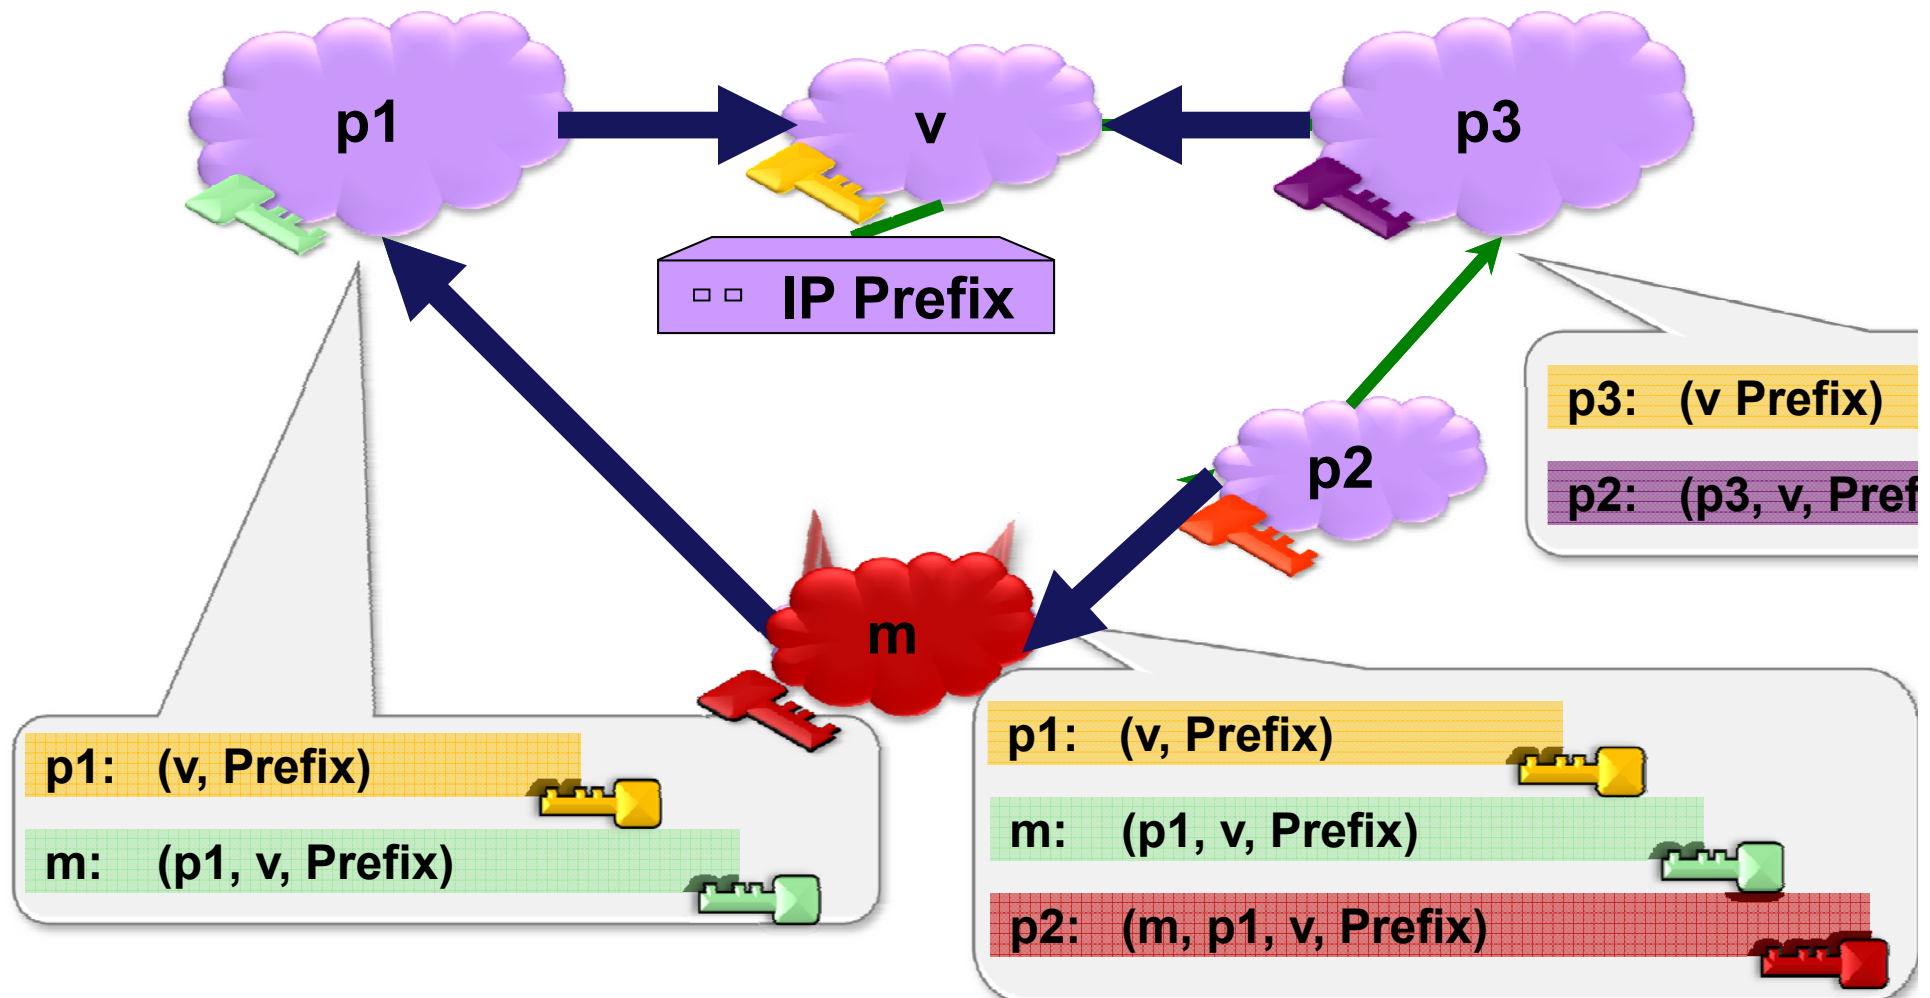 p1
v
p3
IP Prefix
p3: (v Prefix)
p2
p2: (p3, v, Pref
m
p1: (v, Prefix)
m: (p1, v, Prefix)
p1: (v, Prefix)
m: (p1, v, Prefix)
p2: (m, p1, v, Prefix)